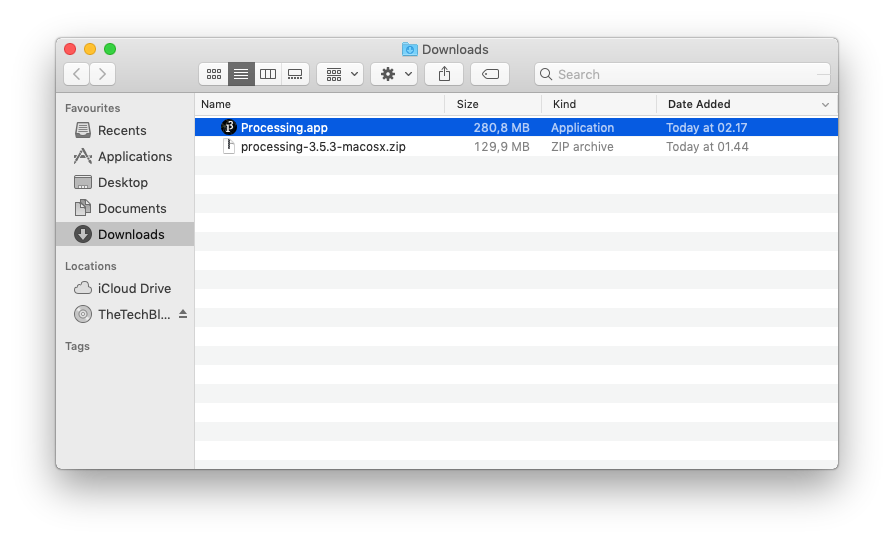 Downloads
Search
Favourites
Recents
Applications
Desktop
Documents
Downloads
Locations
iCloud Drive
TheTechBl...
Tags
Name Size Kind Date Added
Processing.app 280,8 MB Application Today at 02.17
processing-3.5.3-macosx.zip 129,9 MB ZIP archive Today at 01.44